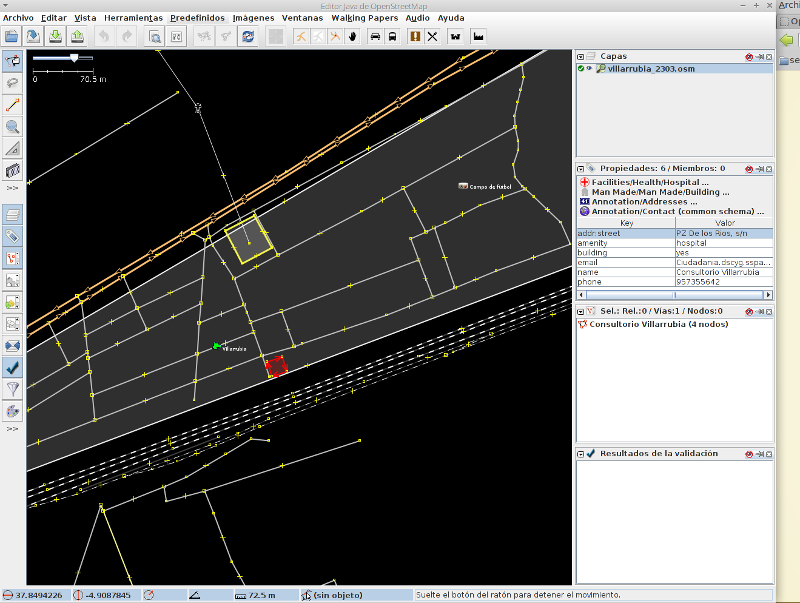 Editor Java de OpenStreetMap
Archivo Editar Vista Herramientas Predefinidos Imágenes Ventanas Walking Papers Audio Ayuda
0 70.5 m
Capas
villarrubia_2303.osm
Propiedades: 6 / Miembros: 0
Facilities/Health/Hospital ...
Man Made/Man Made/Building ...
Annotation/Addresses ...
Annotation/Contact (common schema) ...
Key Valor
addr:street PZ De los Rios, s/n
amenity hospital
building yes
email Ciudadania.dscyg.sspa...
name Consultorio Villarrubia
phone 957355642
Sel.: Rel.:0 / Vías:1 / Nodos:0
Consultorio Villarrubia (4 nodos)
Resultados de la validación
Campo de futbol
Villarrubia
>>
>>
37.8494226 -4.9087845 72.5 m (sin objeto) Suelte el botón del ratón para detener el movimiento.
Archi
Op
se